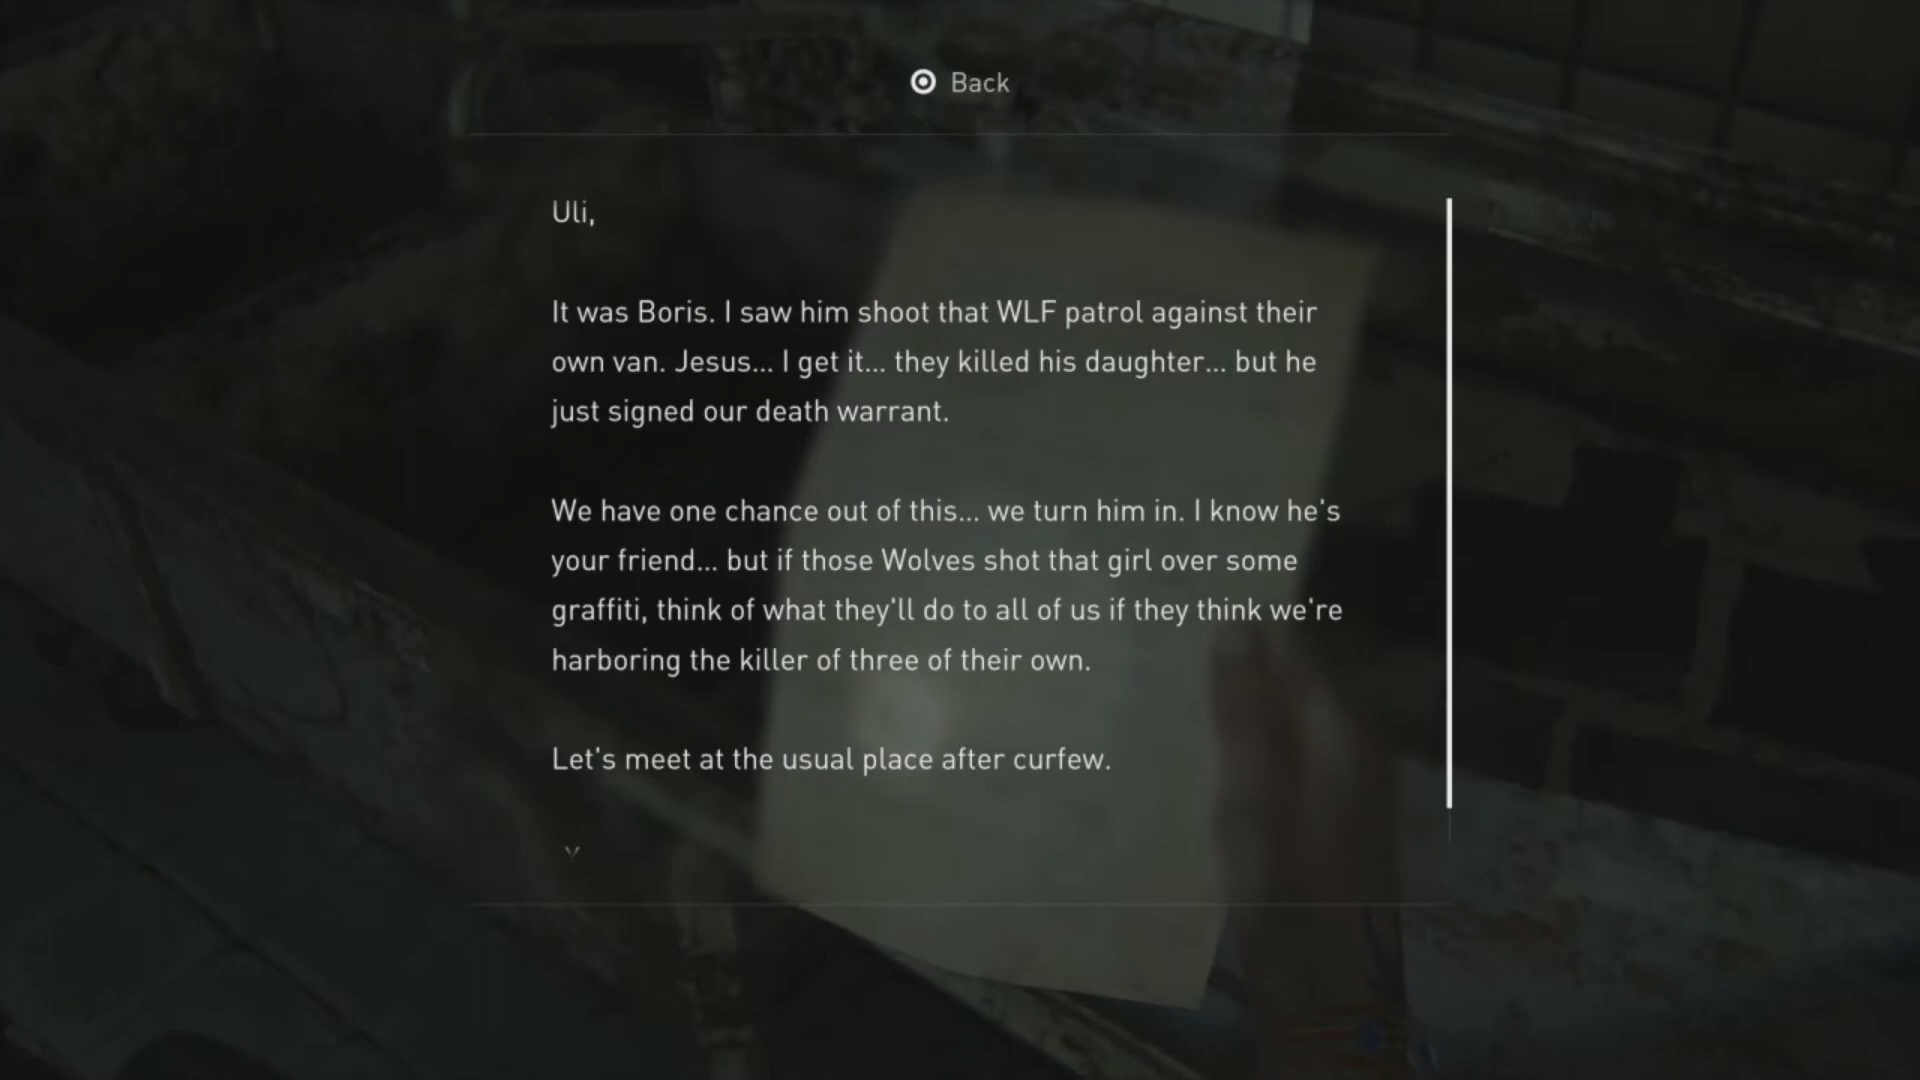 Back
Uli,
It was Boris. I saw him shoot that WLF patrol against their
own van. Jesus... I get it... they killed his daughter... but he
just signed our death warrant.
We have one chance out of this... we turn him in. I know he's
your friend... but if those Wolves shot that girl over some
graffiti, think of what they'll do to all of us if they think we're
harboring the killer of three of their own.
Let's meet at the usual place after curfew.